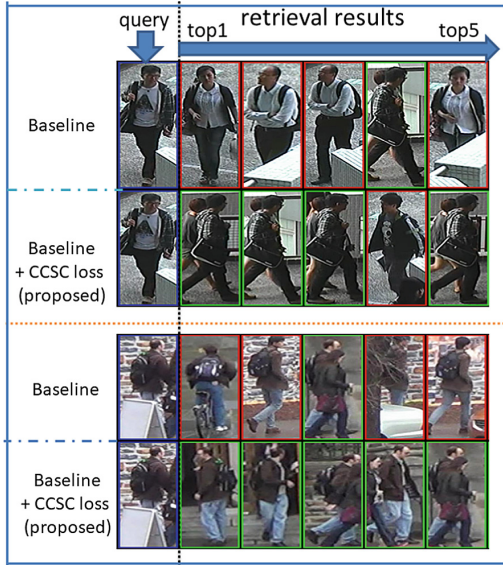 query
retrieval results
top1
top5
Baseline
Baseline
+ CCSC loss
(proposed)
Baseline
Baseline
+ CCSC loss
(proposed)